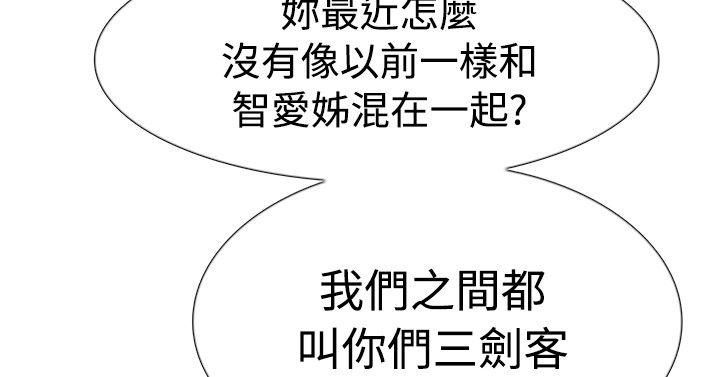 妳最近怎麼
沒有像以前一樣和
智愛姊混在一起?
我們之間都
叫你們三劍客